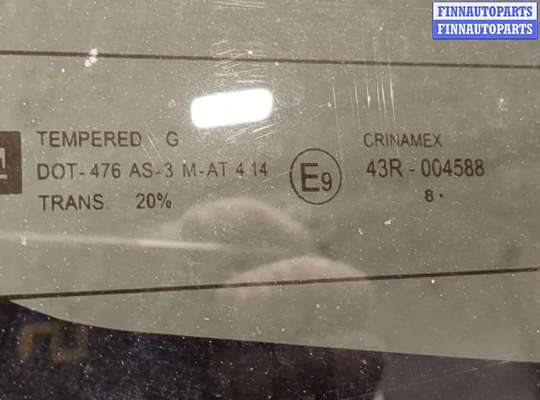 FINNAUTOPARTS
FINNAUTOPARTS
TEMPERED G
DOT-476 AS-3 M-AT 4.14
TRANS. 20%
E9
CRINAMEX
43R - 004588
8 •